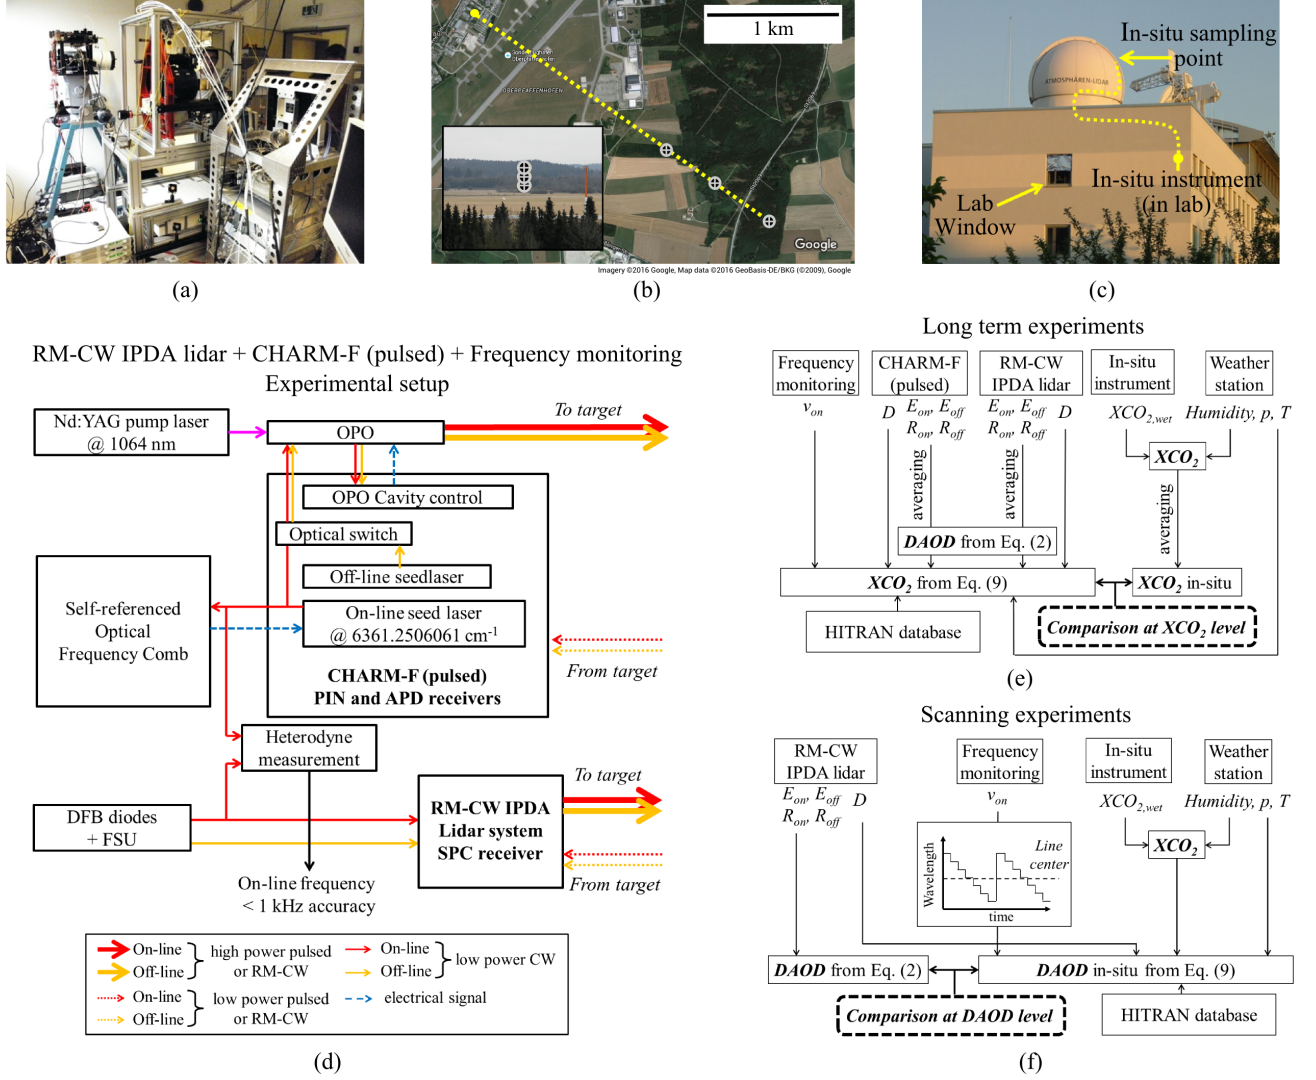 1 km
OBERPFAFFENHOFEN
Google
Imagery ©2016 Google, Map data ©2016 GeoBasis-DE/BKG (©2009), Google
In-situ sampling
point
ATMOSPHÄREN-LIDAR
In-situ instrument
(in lab)
Lab
Window
(a)
(b)
(c)
RM-CW IPDA lidar + CHARM-F (pulsed) + Frequency monitoring
Experimental setup
Nd:YAG pump laser
@ 1064 nm
OPO
To target
OPO Cavity control
Optical switch
Off-line seedlaser
On-line seed laser
@ 6361.2506061 cm-1
Self-referenced
Optical
Frequency Comb
From target
CHARM-F (pulsed)
PIN and APD receivers
Heterodyne
measurement
To target
DFB diodes
+ FSU
RM-CW IPDA
Lidar system
SPC receiver
From target
On-line frequency
< 1 kHz accuracy
On-line
Off-line
high power pulsed
or RM-CW
On-line
Off-line
low power CW
On-line
Off-line
low power pulsed
or RM-CW
electrical signal
(d)
Long term experiments
Frequency
monitoring
CHARM-F
(pulsed)
RM-CW
IPDA lidar
In-situ
instrument
Weather
station
νon
D
Eon, Eoff
Ron, Roff
Eon, Eoff
Ron, Roff
D
XCO2,wet
Humidity, p, T
XCO2
averaging
averaging
averaging
DAOD from Eq. (2)
XCO2 from Eq. (9)
XCO2 in-situ
HITRAN database
Comparison at XCO2 level
(e)
Scanning experiments
RM-CW
IPDA lidar
Frequency
monitoring
In-situ
instrument
Weather
station
Eon, Eoff
Ron, Roff
D
νon
XCO2,wet
Humidity, p, T
XCO2
Wavelength
Line
center
time
DAOD from Eq. (2)
DAOD in-situ from Eq. (9)
Comparison at DAOD level
HITRAN database
(f)